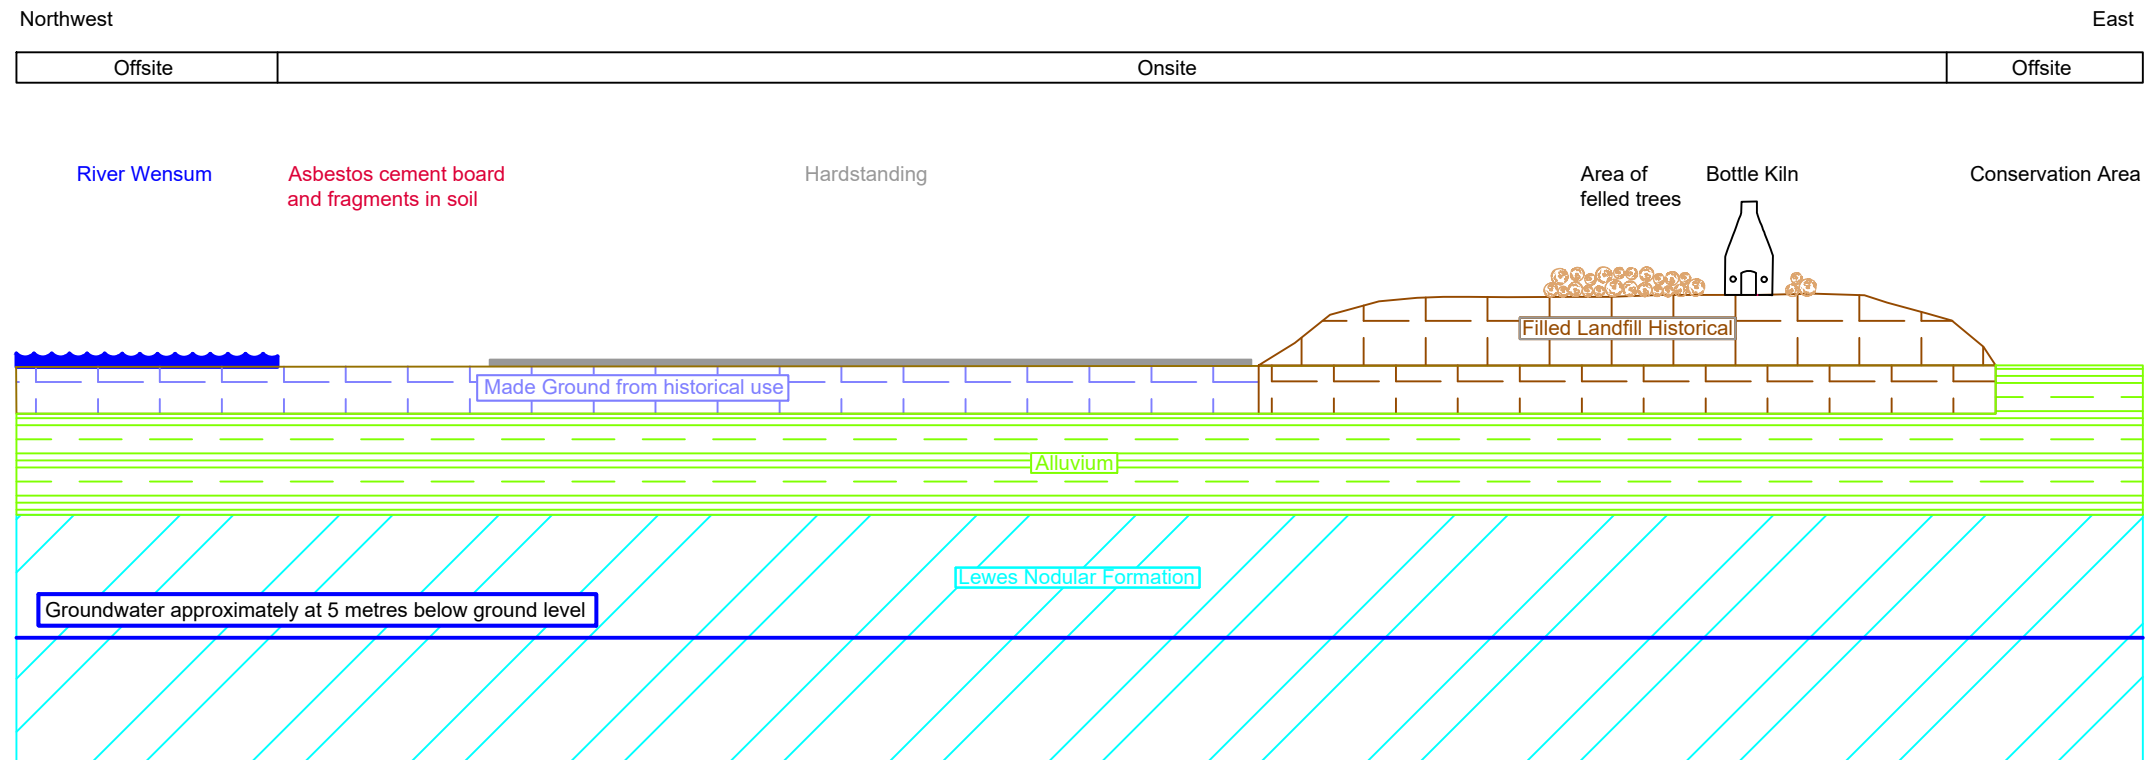 Northwest
East
Offsite
Onsite
Offsite
River Wensum
Asbestos cement board
and fragments in soil
Hardstanding
Area of
felled trees
Bottle Kiln
Conservation Area
Filled Landfill Historical
Made Ground from historical use
Alluvium
Lewes Nodular Formation
Groundwater approximately at 5 metres below ground level